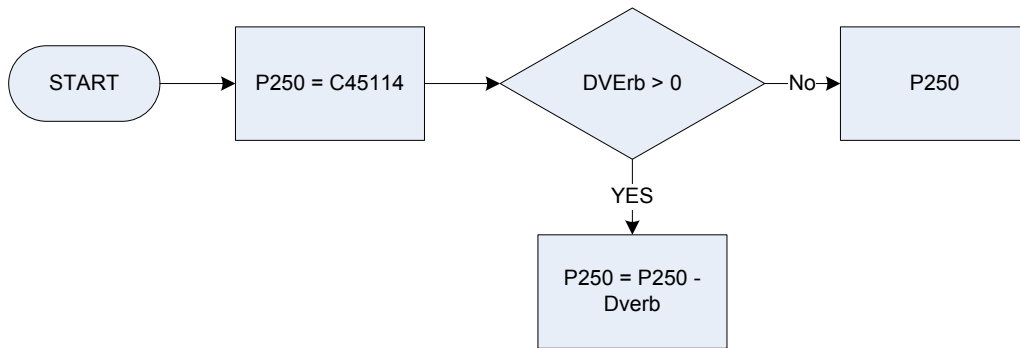 START
P250 = C45114
DVErb > 0
No
P250
YES
P250 = P250 -
Dverb